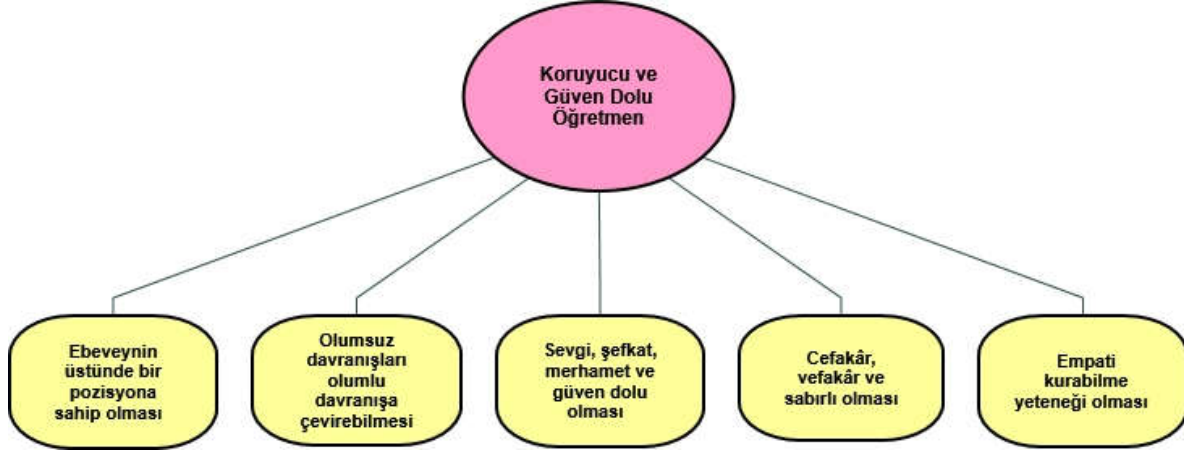 Koruyucu ve
Güven Dolu
Öğretmen
Ebeveynin
üstünde bir
pozisyona
sahip olması
Olumsuz
davranışları
olumlu
davranışa
çevirebilmesi
Sevgi, şefkat,
merhamet ve
güven dolu
olması
Cefakâr,
vefakâr ve
sabırlı olması
Empati
kurabilme
yeteneği olması